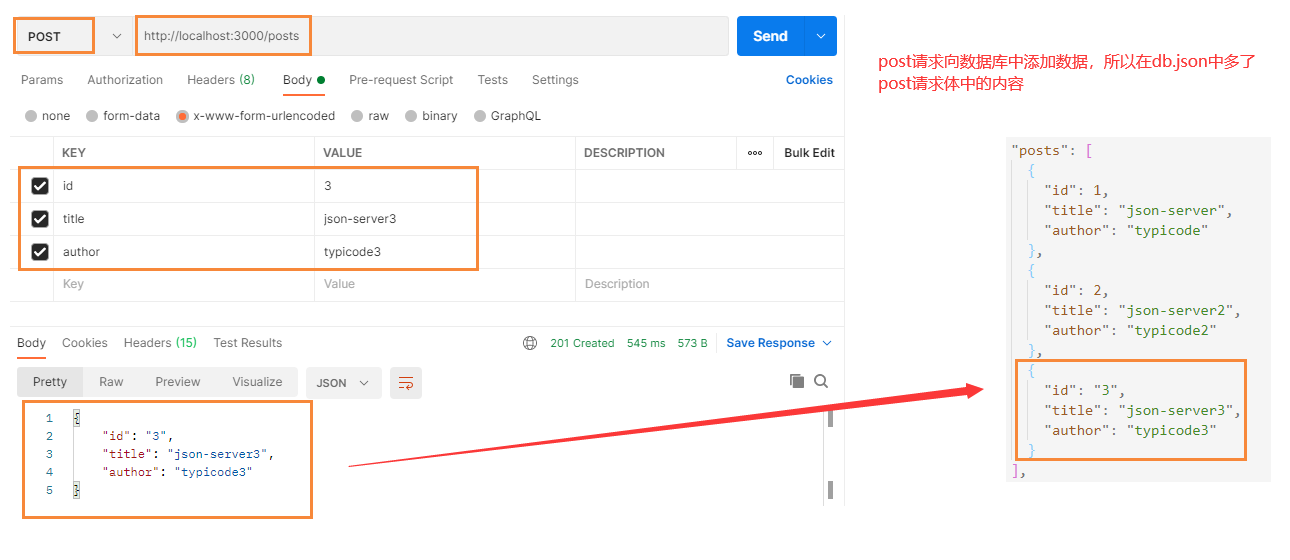 POST
http://localhost:3000/posts
Send
Params Authorization Headers (8) Body Pre-request Script Tests Settings Cookies
none form-data x-www-form-urlencoded raw binary GraphQL
KEY VALUE DESCRIPTION ooo Bulk Edit
id 3
title json-server3
author typicode3
Key Value Description
Body Cookies Headers (15) Test Results 201 Created 545 ms 573 B Save Response
Pretty Raw Preview Visualize JSON
1 {
2 "id": "3",
3 "title": "json-server3",
4 "author": "typicode3"
5 }
post请求向数据库中添加数据，所以在db.json中多了
post请求体中的内容
"posts": [
{
"id": 1,
"title": "json-server",
"author": "typicode"
},
{
"id": 2,
"title": "json-server2",
"author": "typicode2"
},
{
"id": "3",
"title": "json-server3",
"author": "typicode3"
}
],